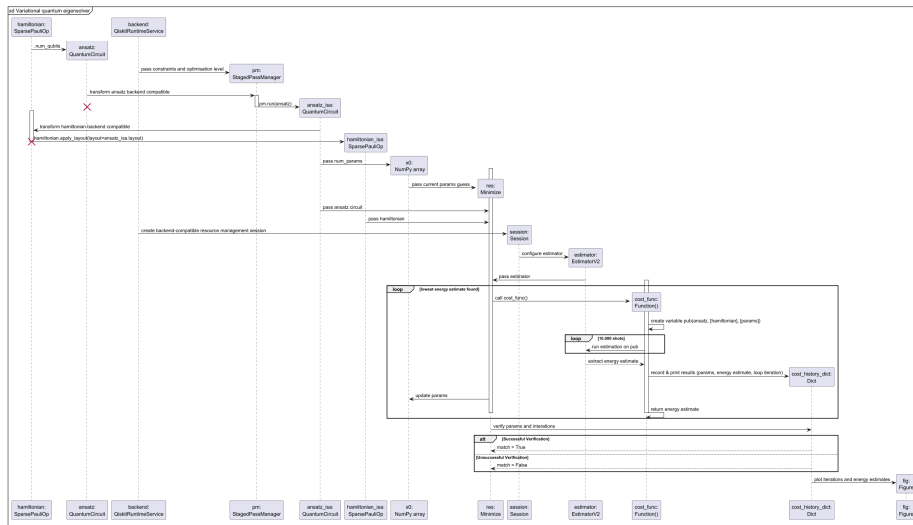 sd Variational quantum eigensolver
hamiltonian:
SparsePauliOp
backend:
QiskitRuntimeService
.num_qubits
ansatz:
QuantumCircuit
pass constraints and optimisation level
pm:
StagedPassManager
transform ansatz backend compatible
pm.run(ansatz)
ansatz_isa:
QuantumCircuit
transform hamiltonian backend compatible
hamiltonian.apply_layout(layout=ansatz_isa.layout)
hamiltonian_isa:
SparsePauliOp
pass num_params
x0:
NumPy array
pass current params guess
res:
Minimize
pass ansatz circuit
pass hamiltonian
create backend-compatible resource management session
session:
Session
configure estimator
estimator:
EstimatorV2
pass estimator
loop [lowest energy estimate found]
call cost_func()
cost_func:
Function()
create variable pub(ansatz, [hamiltonian], [params])
loop [10,000 shots]
run estimation on pub
extract energy estimate
record & print results (params, energy estimate, loop iteration)
cost_history_dict:
Dict
update params
return energy estimate
verify params and interations
alt [Successful Verification]
match = True
[Unsuccessful Verification]
match = False
plot iterations and energy estimates
fig:
Figure
hamiltonian:
SparsePauliOp
ansatz:
QuantumCircuit
backend:
QiskitRuntimeService
pm:
StagedPassManager
ansatz_isa:
QuantumCircuit
hamiltonian_isa:
SparsePauliOp
x0:
NumPy array
res:
Minimize
session:
Session
estimator:
EstimatorV2
cost_func:
Function()
cost_history_dict:
Dict
fig:
Figure